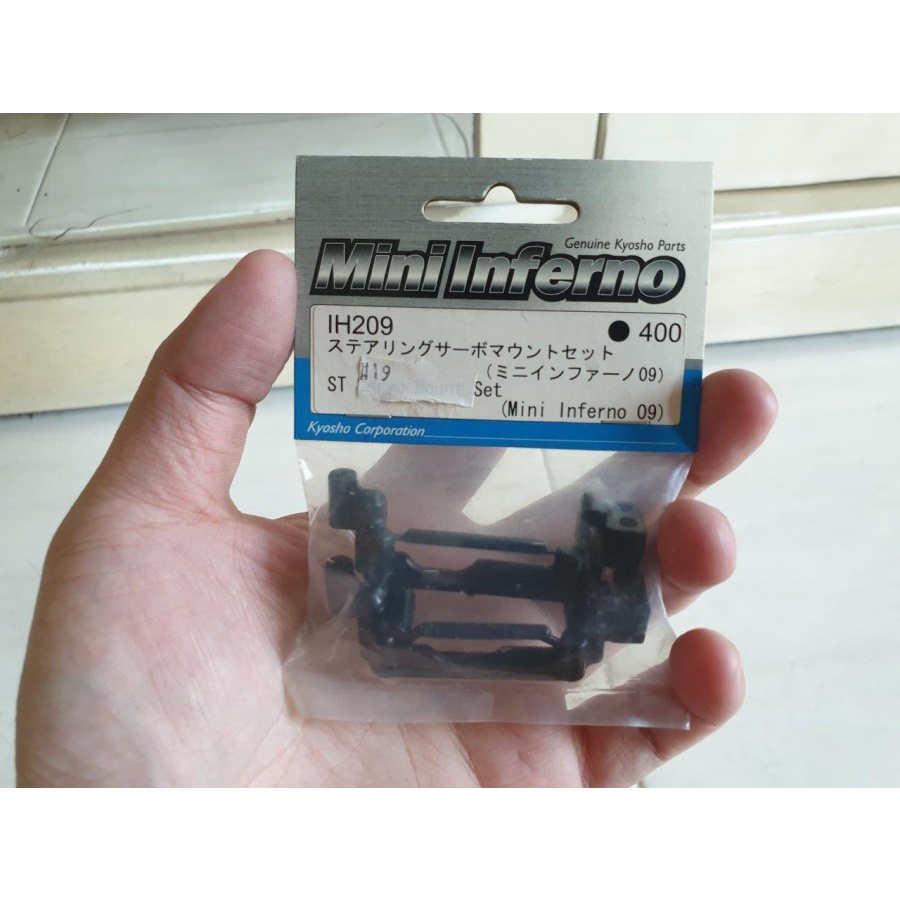 Genuine Kyosho Parts
Mini Inferno
IH209 ● 400
ステアリングサーボマウントセット
(ミニインファーノ09)
#19
ST Set
(Mini Inferno 09)
Kyosho Corporation